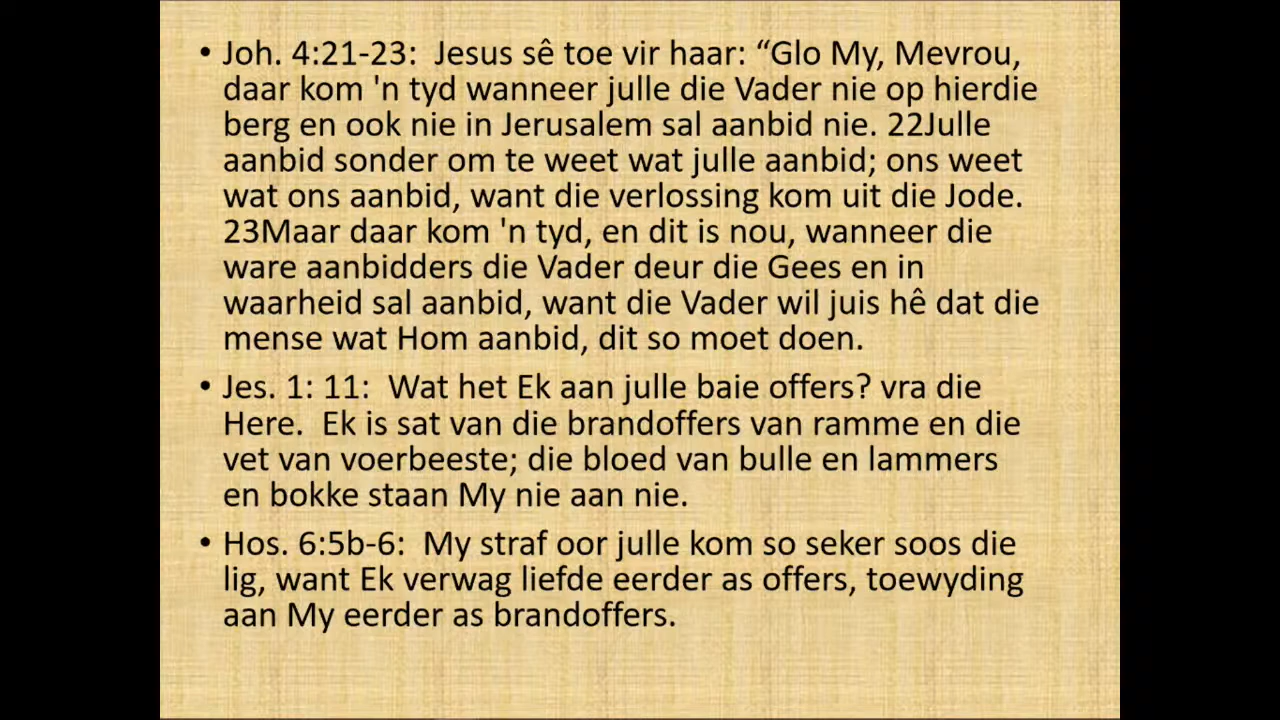 • Joh. 4:21-23:  Jesus sê toe vir haar: “Glo My, Mevrou,
daar kom 'n tyd wanneer julle die Vader nie op hierdie
berg en ook nie in Jerusalem sal aanbid nie. 22Julle
aanbid sonder om te weet wat julle aanbid; ons weet
wat ons aanbid, want die verlossing kom uit die Jode.
23Maar daar kom 'n tyd, en dit is nou, wanneer die
ware aanbidders die Vader deur die Gees en in
waarheid sal aanbid, want die Vader wil juis hê dat die
mense wat Hom aanbid, dit so moet doen.
• Jes. 1: 11:  Wat het Ek aan julle baie offers? vra die
Here.  Ek is sat van die brandoffers van ramme en die
vet van voerbeeste; die bloed van bulle en lammers
en bokke staan My nie aan nie.
• Hos. 6:5b-6:  My straf oor julle kom so seker soos die
lig, want Ek verwag liefde eerder as offers, toewyding
aan My eerder as brandoffers.